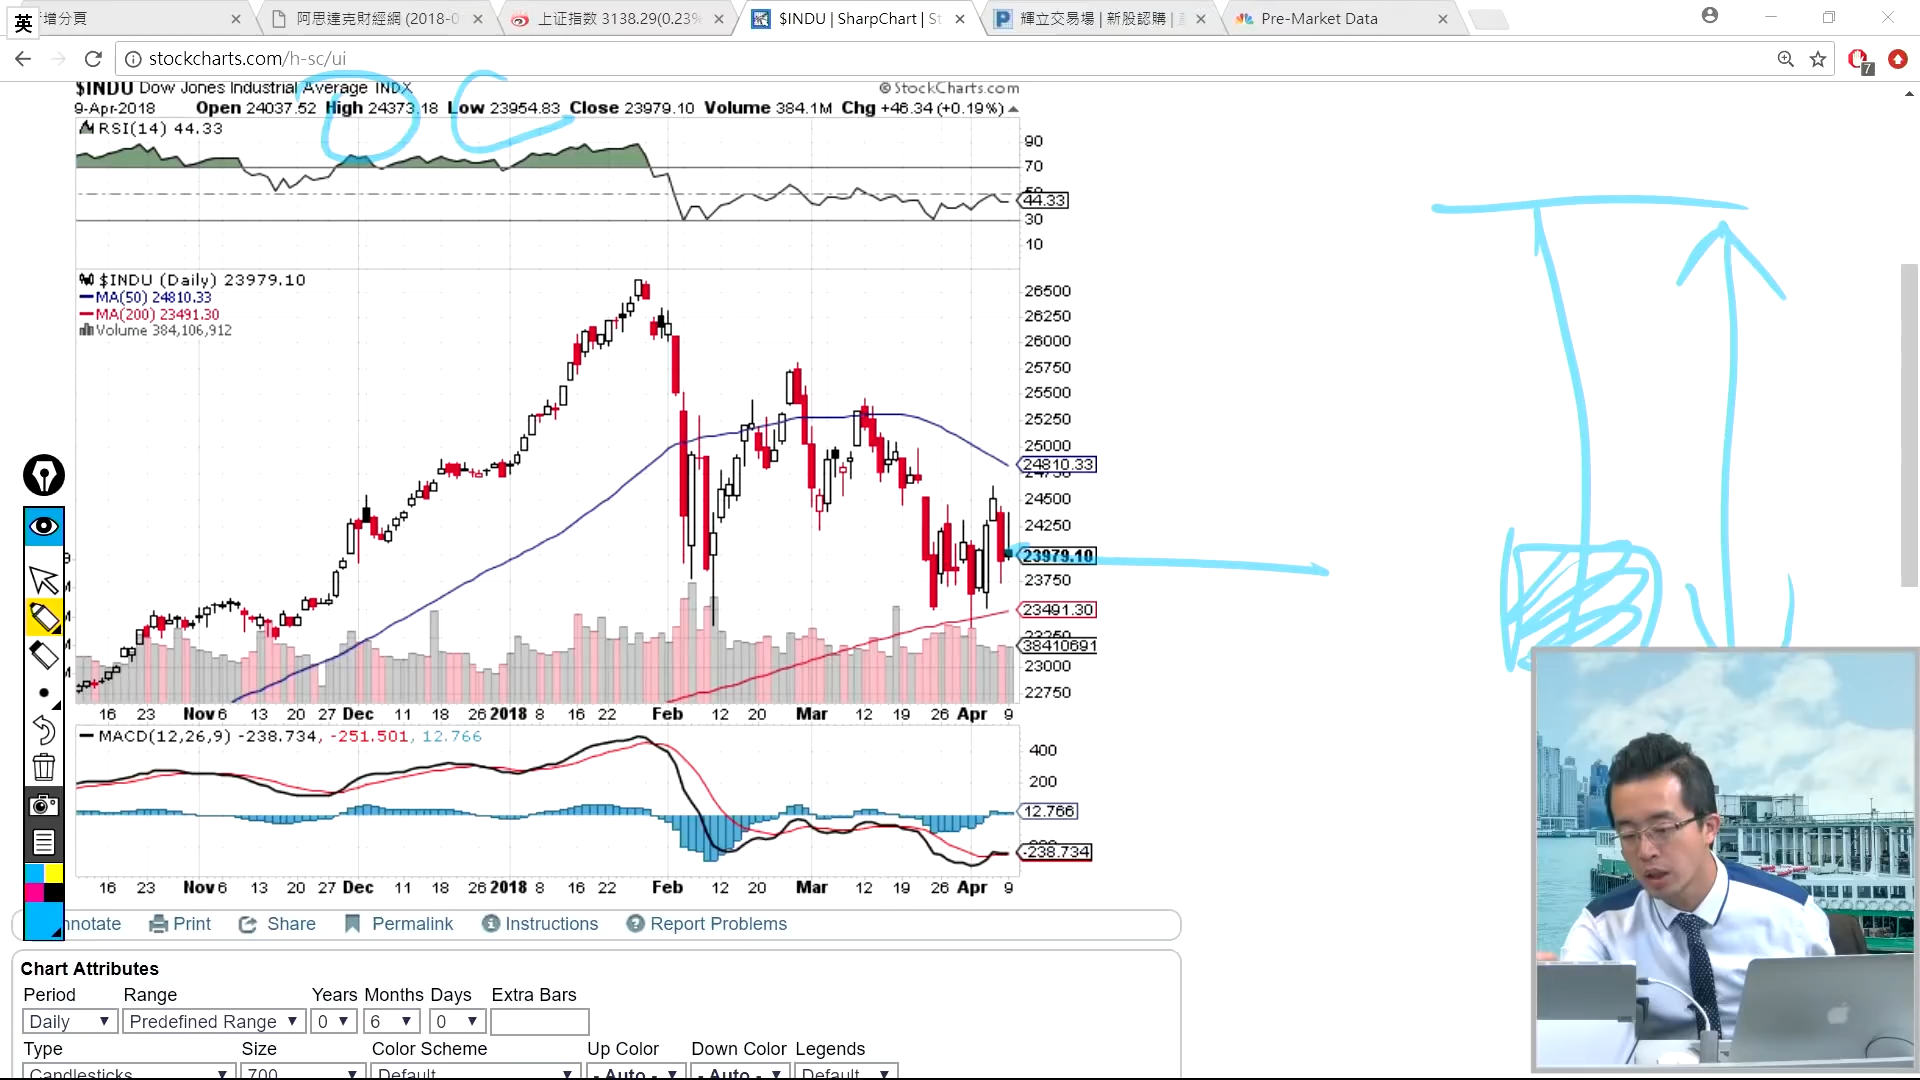 增分頁
阿思達克財經網 (2018-0
上证指数 3138.29(0.23%
$INDU | SharpChart | St
輝立交易場 | 新股認購 |
Pre-Market Data
英
stockcharts.com/h-sc/ui
7
$INDU Dow Jones Industrial Average INDX
© StockCharts.com
9-Apr-2018 Open 24037.52 High 24373.18 Low 23954.83 Close 23979.10 Volume 384.1M Chg +46.34 (+0.19%)
O C
RSI(14) 44.33
90
70
50
44.33
30
10
$INDU (Daily) 23979.10
MA(50) 24810.33
MA(200) 23491.30
Volume 384,106,912
26500
26250
26000
25750
25500
25250
25000
24810.33
24750
24500
24250
23979.10
23750
23491.30
23250
38410691
23000
22750
16 23 Nov 6 13 20 27 Dec 11 18 26 2018 8 16 22 Feb 12 20 Mar 12 19 26 Apr 9
MACD(12,26,9) -238.734, -251.501, 12.766
400
200
12.766
-238.734
16 23 Nov 6 13 20 27 Dec 11 18 26 2018 8 16 22 Feb 12 20 Mar 12 19 26 Apr 9
nnotate Print Share Permalink Instructions Report Problems
Chart Attributes
Period Range Years Months Days Extra Bars
Daily Predefined Range 0 6 0
Type Size Color Scheme Up Color Down Color Legends
Candlesticks 700 Default - Auto - - Auto - Default